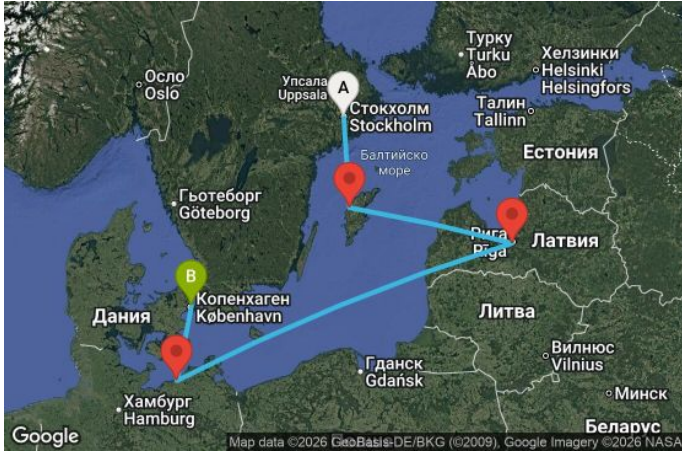 Турку
Turku
Åbo
Хелзинки
Helsinki
Helsingfors
Осло
Oslo
Упсала
Uppsala
A
Стокхолм
Stockholm
Талин
Tallinn
Балтийско
море
Естония
Гьотеборг
Göteborg
Рига
Rīga
Латвия
B
Копенхаген
København
Дания
Литва
Вилнюс
Vilnius
Гданск
Gdańsk
Хамбург
Hamburg
Минск
Беларус
Google
Map data ©2026 GeoBasis-DE/BKG (©2009), Google Imagery ©2026 NASA